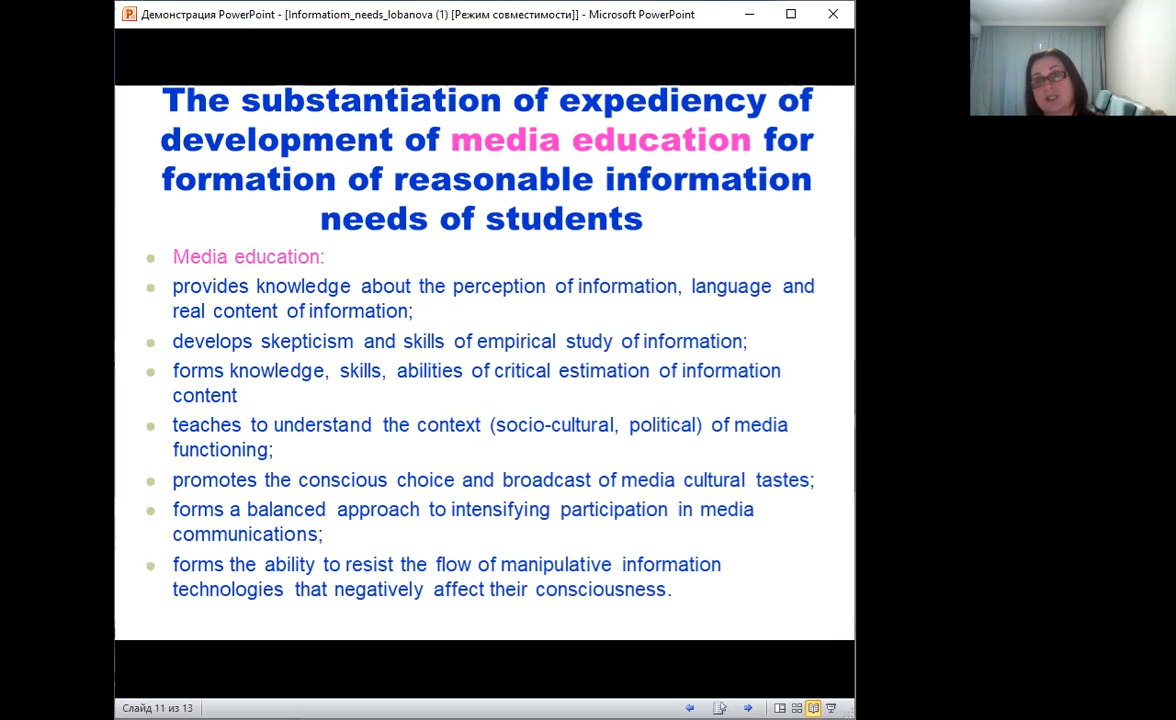 Демонстрация PowerPoint - [Informatiom_needs_lobanova (1) [Режим совместимости]] - Microsoft PowerPoint
The substantiation of expediency of
development of media education for
formation of reasonable information
needs of students
Media education:
provides knowledge about the perception of information, language and
real content of information;
develops skepticism and skills of empirical study of information;
forms knowledge, skills, abilities of critical estimation of information
content
teaches to understand the context (socio-cultural, political) of media
functioning;
promotes the conscious choice and broadcast of media cultural tastes;
forms a balanced approach to intensifying participation in media
communications;
forms the ability to resist the flow of manipulative information
technologies that negatively affect their consciousness.
Слайд 11 из 13